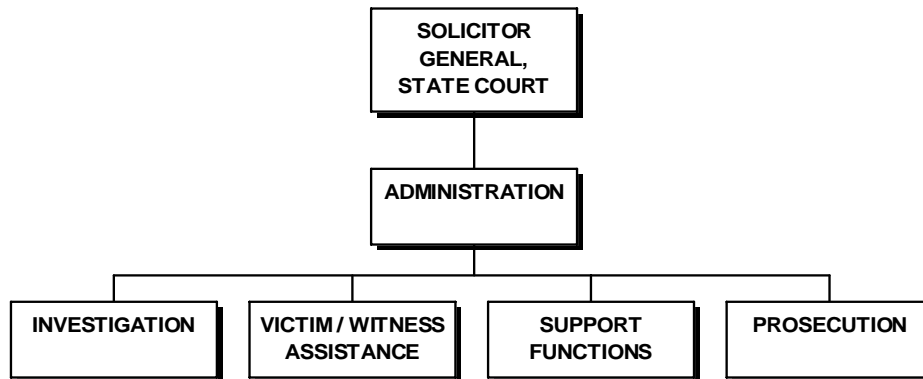 SOLICITOR
GENERAL,
STATE COURT
ADMINISTRATION
INVESTIGATION
VICTIM / WITNESS
ASSISTANCE
SUPPORT
FUNCTIONS
PROSECUTION